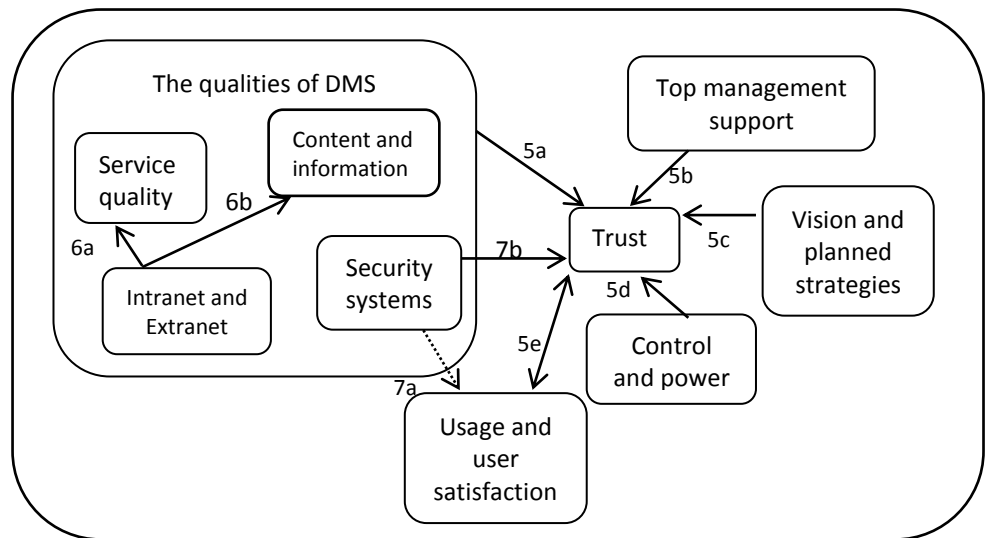 The qualities of DMS
Top management
support
Content and
information
Service
quality
5a
5b
6b
6a
Trust
5c
Vision and
planned
strategies
Security
systems
7b
Intranet and
Extranet
5d
5e
Control
and power
7a
Usage and
user
satisfaction